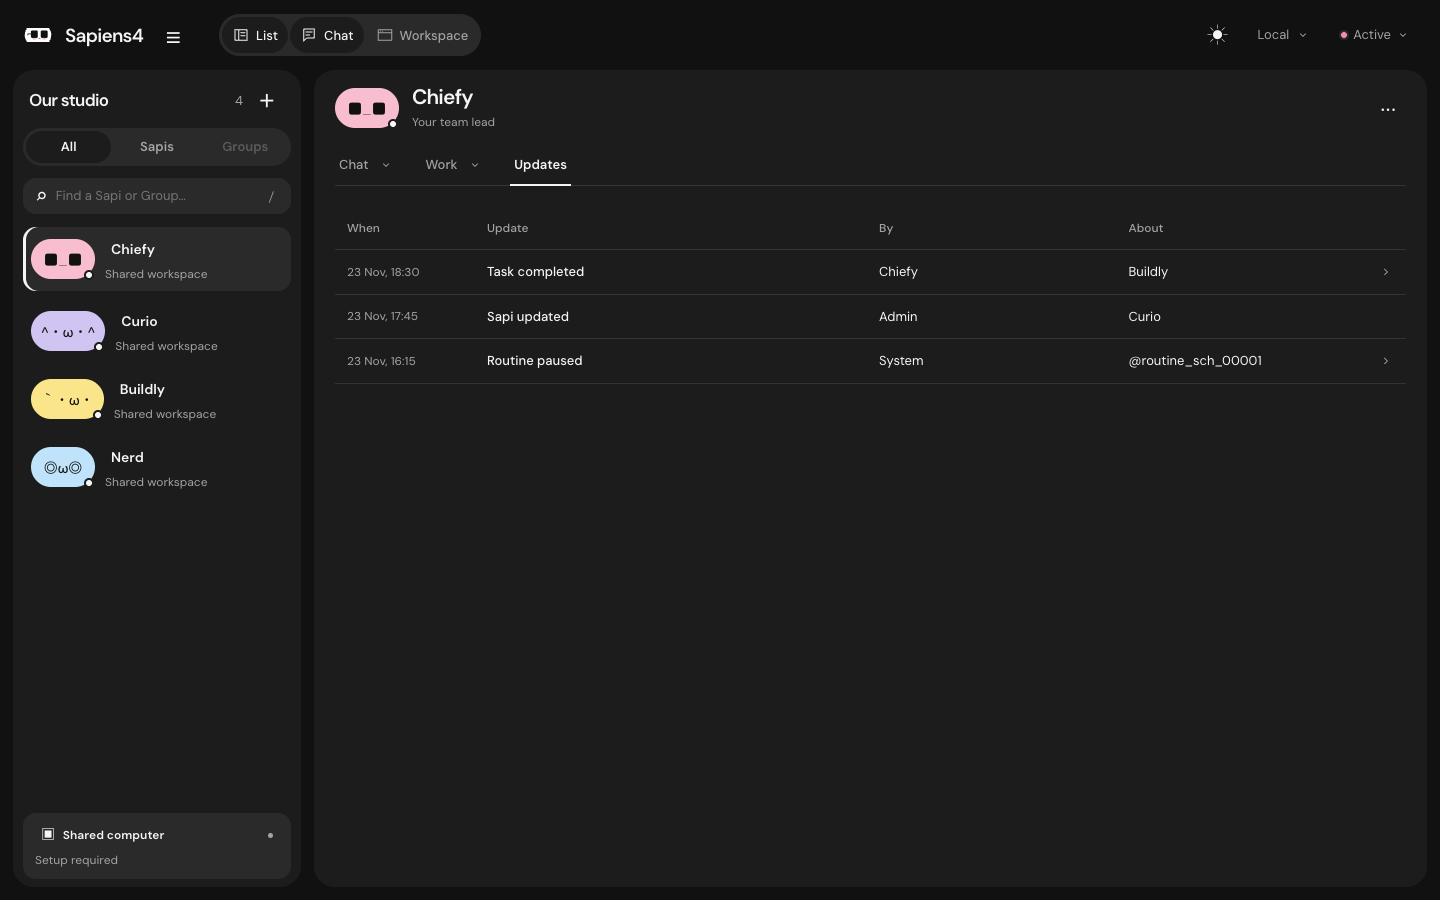 Sapiens4
List
Chat
Workspace
Local
Active
Our studio
4
All
Sapis
Groups
Find a Sapi or Group...
/
Chiefy
Shared workspace
^・ω・^
Curio
Shared workspace
`・ω・
Buildly
Shared workspace
◎ω◎
Nerd
Shared workspace
Shared computer
Setup required
Chiefy
Your team lead
Chat
Work
Updates
When Update By About
23 Nov, 18:30 Task completed Chiefy Buildly
23 Nov, 17:45 Sapi updated Admin Curio
23 Nov, 16:15 Routine paused System @routine_sch_00001